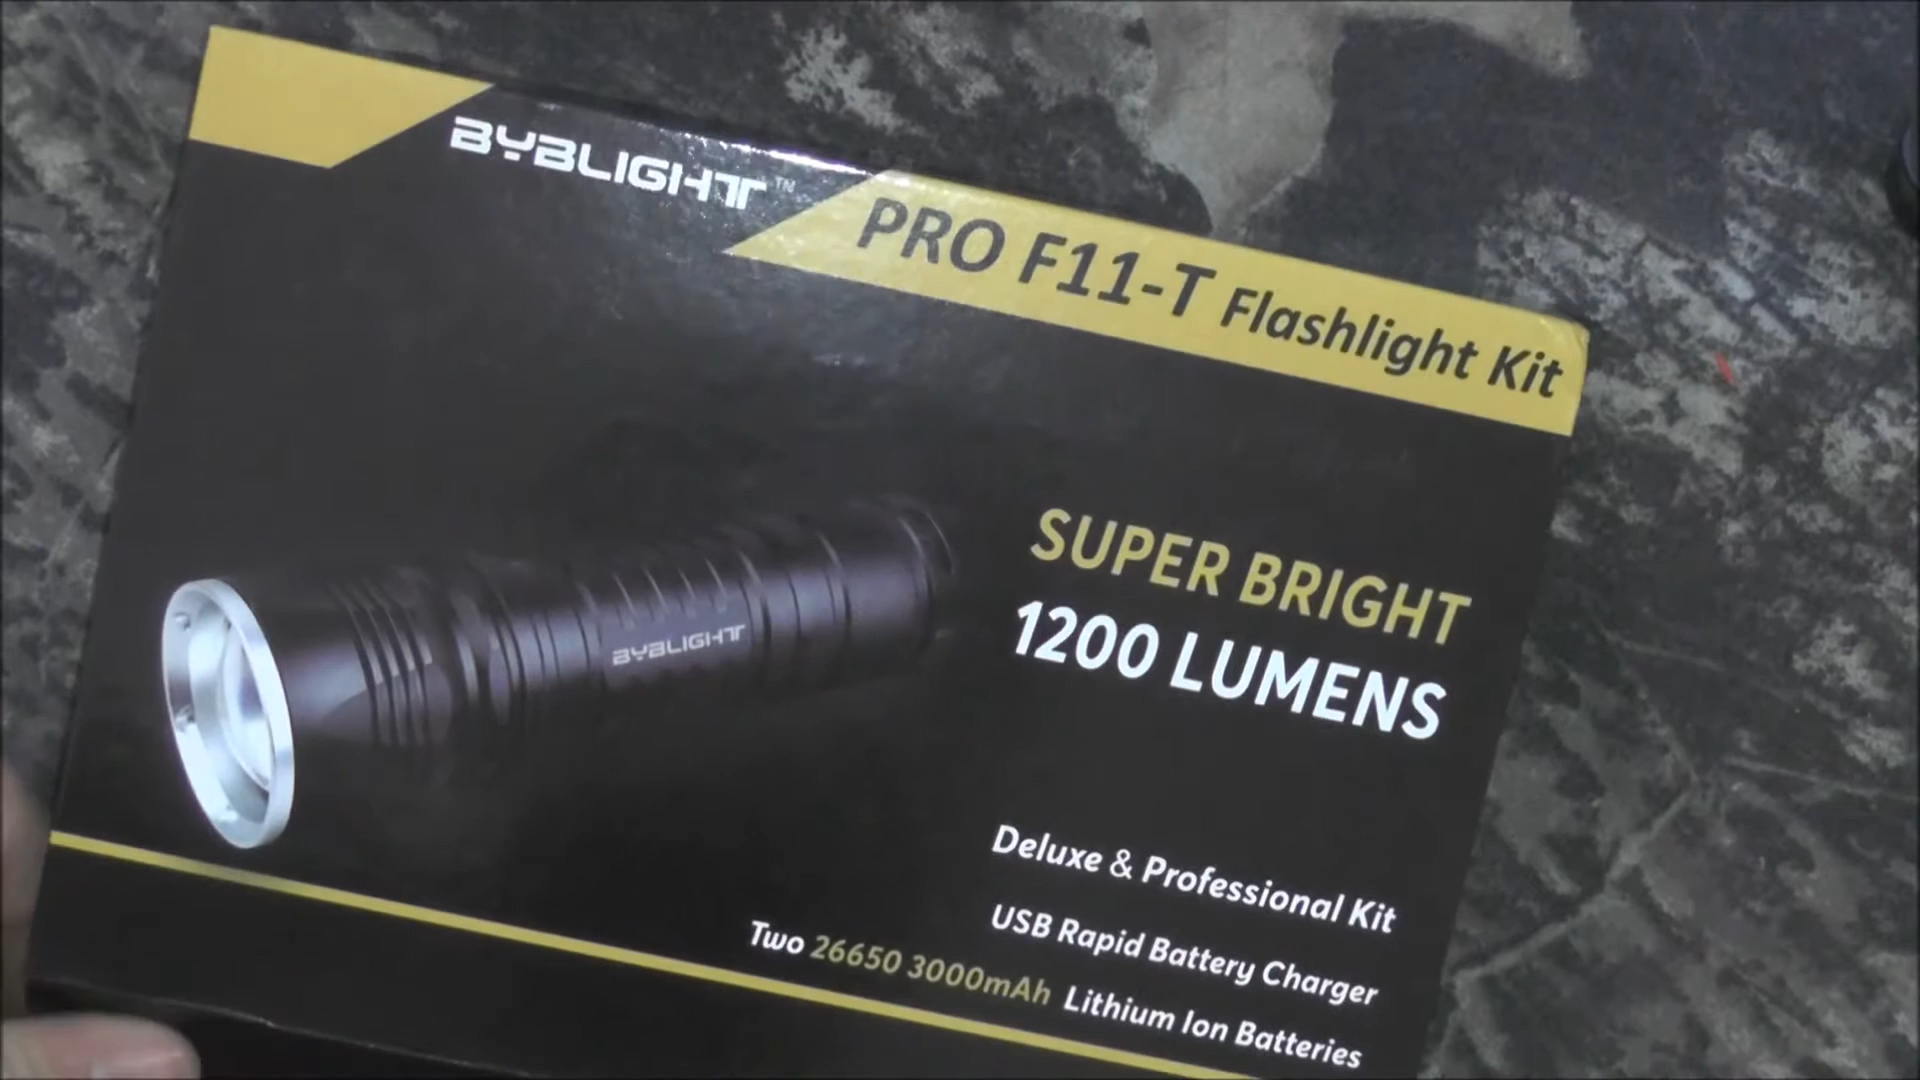 BYBLIGHT™
PRO F11-T Flashlight Kit
BYBLIGHT
SUPER BRIGHT
1200 LUMENS
Deluxe & Professional Kit
USB Rapid Battery Charger
Two 26650 3000mAh Lithium Ion Batteries